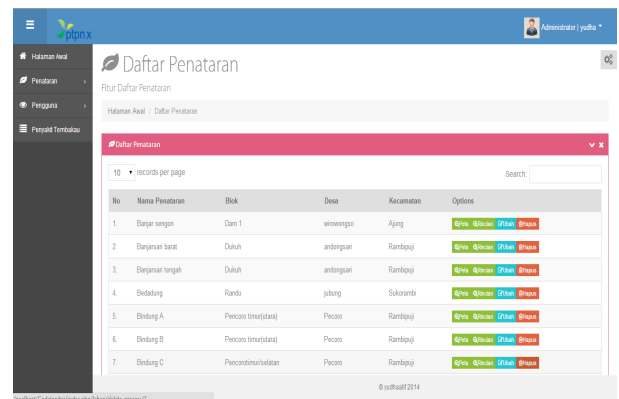 ptpn x
Administrator | yudha
Halaman Awal
Penataran
Pengguna
Penyakit Tembakau
Daftar Penataran
Fitur Daftar Penataran
Halaman Awal / Daftar Penataran
Daftar Penataran
10 records per page Search:
No Nama Penataran Blok Desa Kecamatan Options
1. Banjar sengon Dam 1 wirowongso Ajung Peta Rincian Ubah Hapus
2. Banjarsari barat Dukuh andongsari Rambipuji Peta Rincian Ubah Hapus
3. Banjarsari tengah Dukuh andongsari Rambipuji Peta Rincian Ubah Hapus
4. Bedadung Randu jubung Sukorambi Peta Rincian Ubah Hapus
5. Bindung A Pencoro timur(utara) Pecoro Rambipuji Peta Rincian Ubah Hapus
6. Bindung B Pencoro timur(utara) Pecoro Rambipuji Peta Rincian Ubah Hapus
7. Bindung C Pencorotimur/selatan Pecoro Rambipuji Peta Rincian Ubah Hapus
© yudhaalif 2014